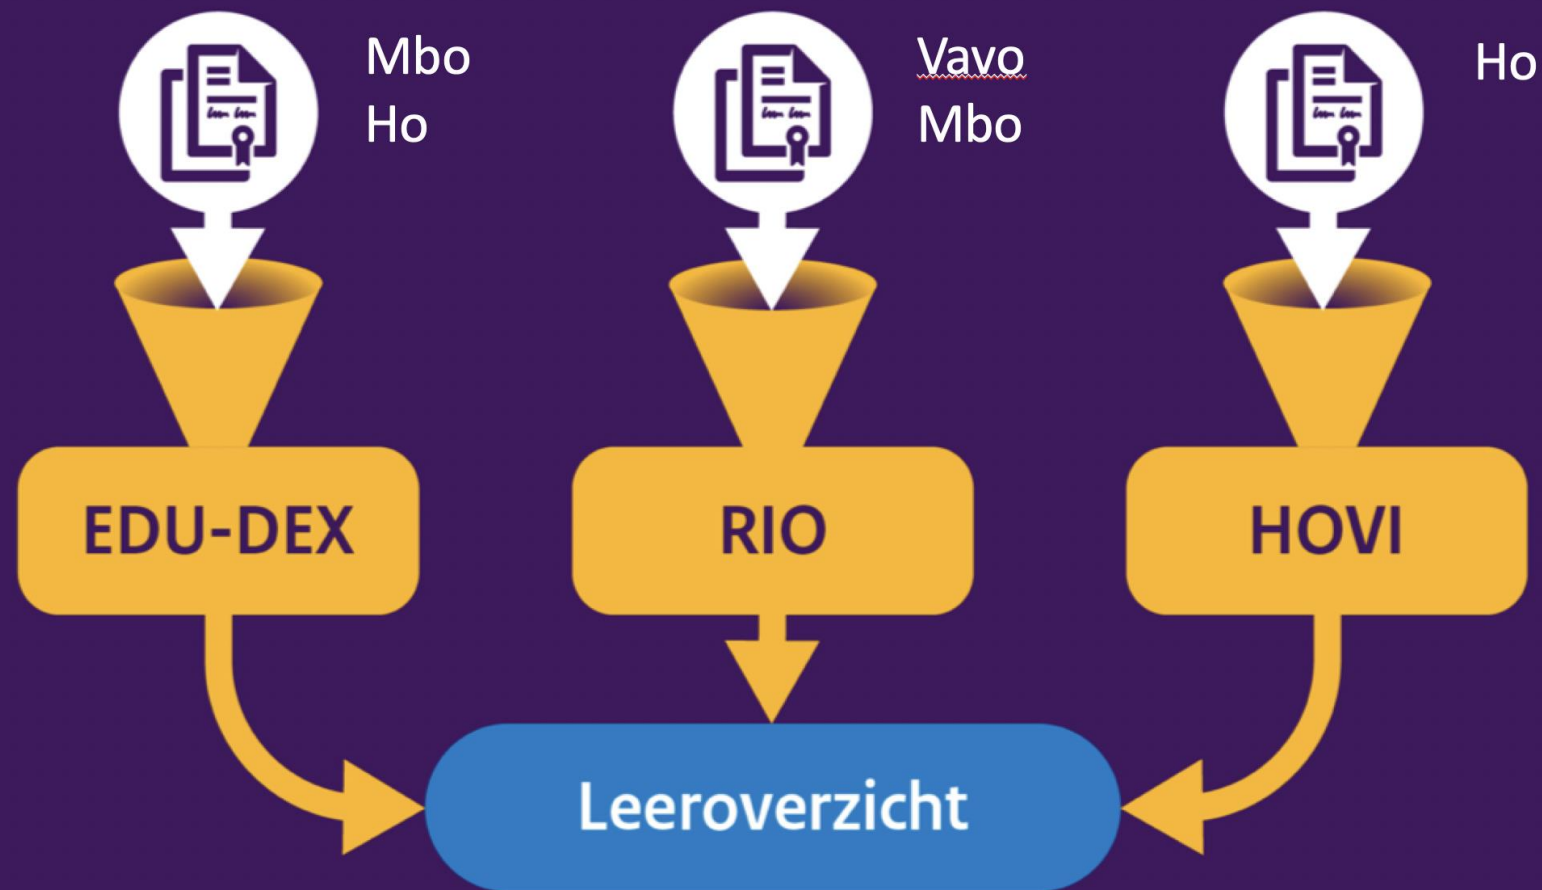 Mbo
Ho
Vavo
Mbo
Ho
EDU-DEX
RIO
HOVI
Leeroverzicht